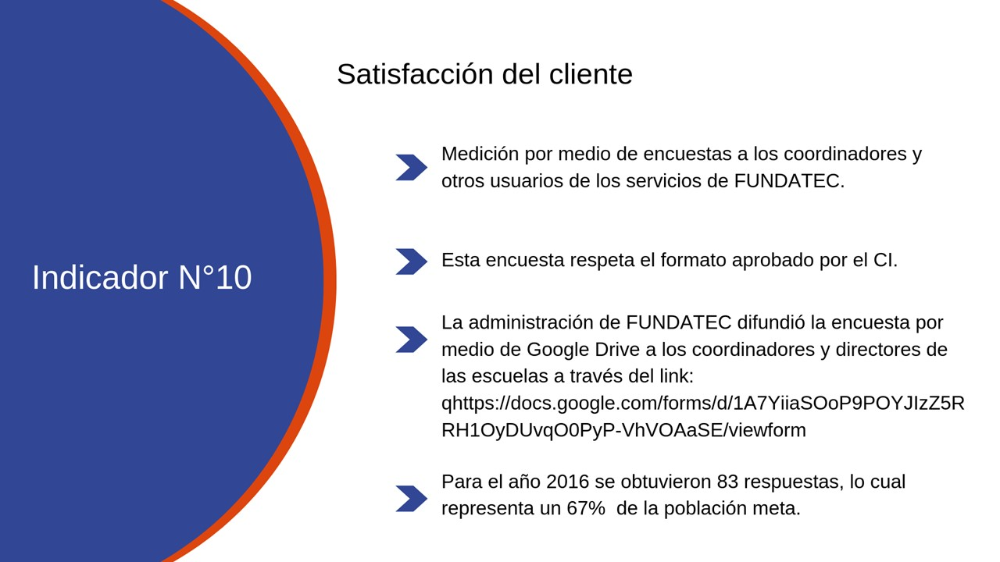 Satisfacción del cliente
Indicador N°10
Medición por medio de encuestas a los coordinadores y
otros usuarios de los servicios de FUNDATEC.
Esta encuesta respeta el formato aprobado por el CI.
La administración de FUNDATEC difundió la encuesta por
medio de Google Drive a los coordinadores y directores de
las escuelas a través del link:
qhttps://docs.google.com/forms/d/1A7YiiaSOoP9POYJIzZ5R
RH1OyDUvqO0PyP-VhVOAaSE/viewform
Para el año 2016 se obtuvieron 83 respuestas, lo cual
representa un 67%  de la población meta.